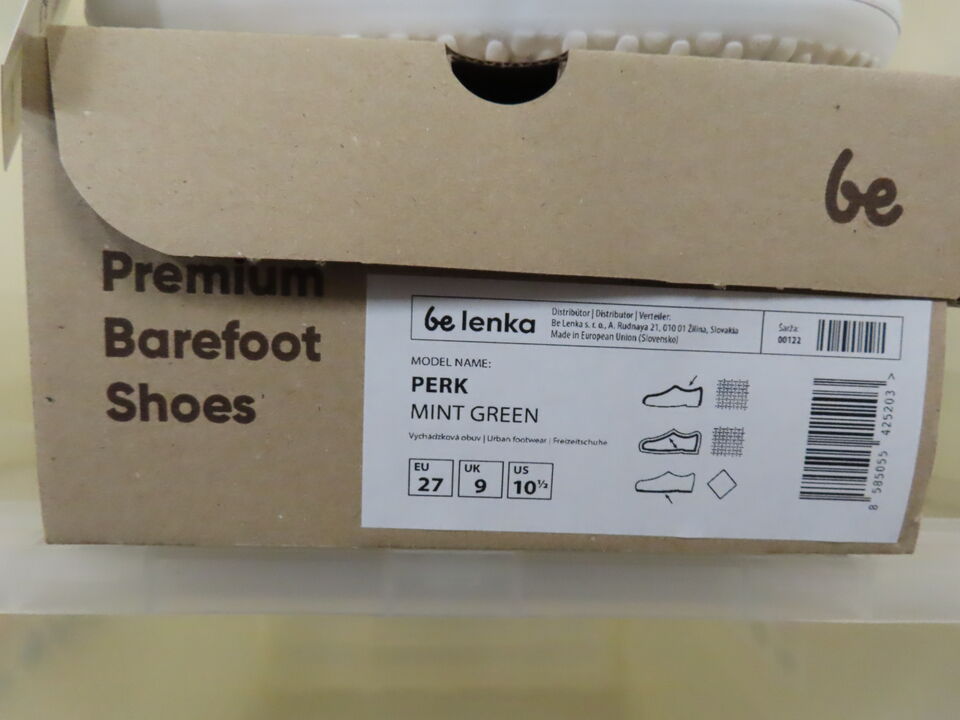 be
Premium
Barefoot
Shoes
be lenka
Distribútor | Distributor | Verteiler:
Be Lenka s. r. o., A. Rudnaya 21, 010 01 Žilina, Slovakia
Made in European Union (Slovensko)
Šarža:
00122
MODEL NAME:
PERK
MINT GREEN
Vychádzková obuv | Urban footwear | Freizeitschuhe
EU
27
UK
9
US
10 1/2
8 585055 425203 >